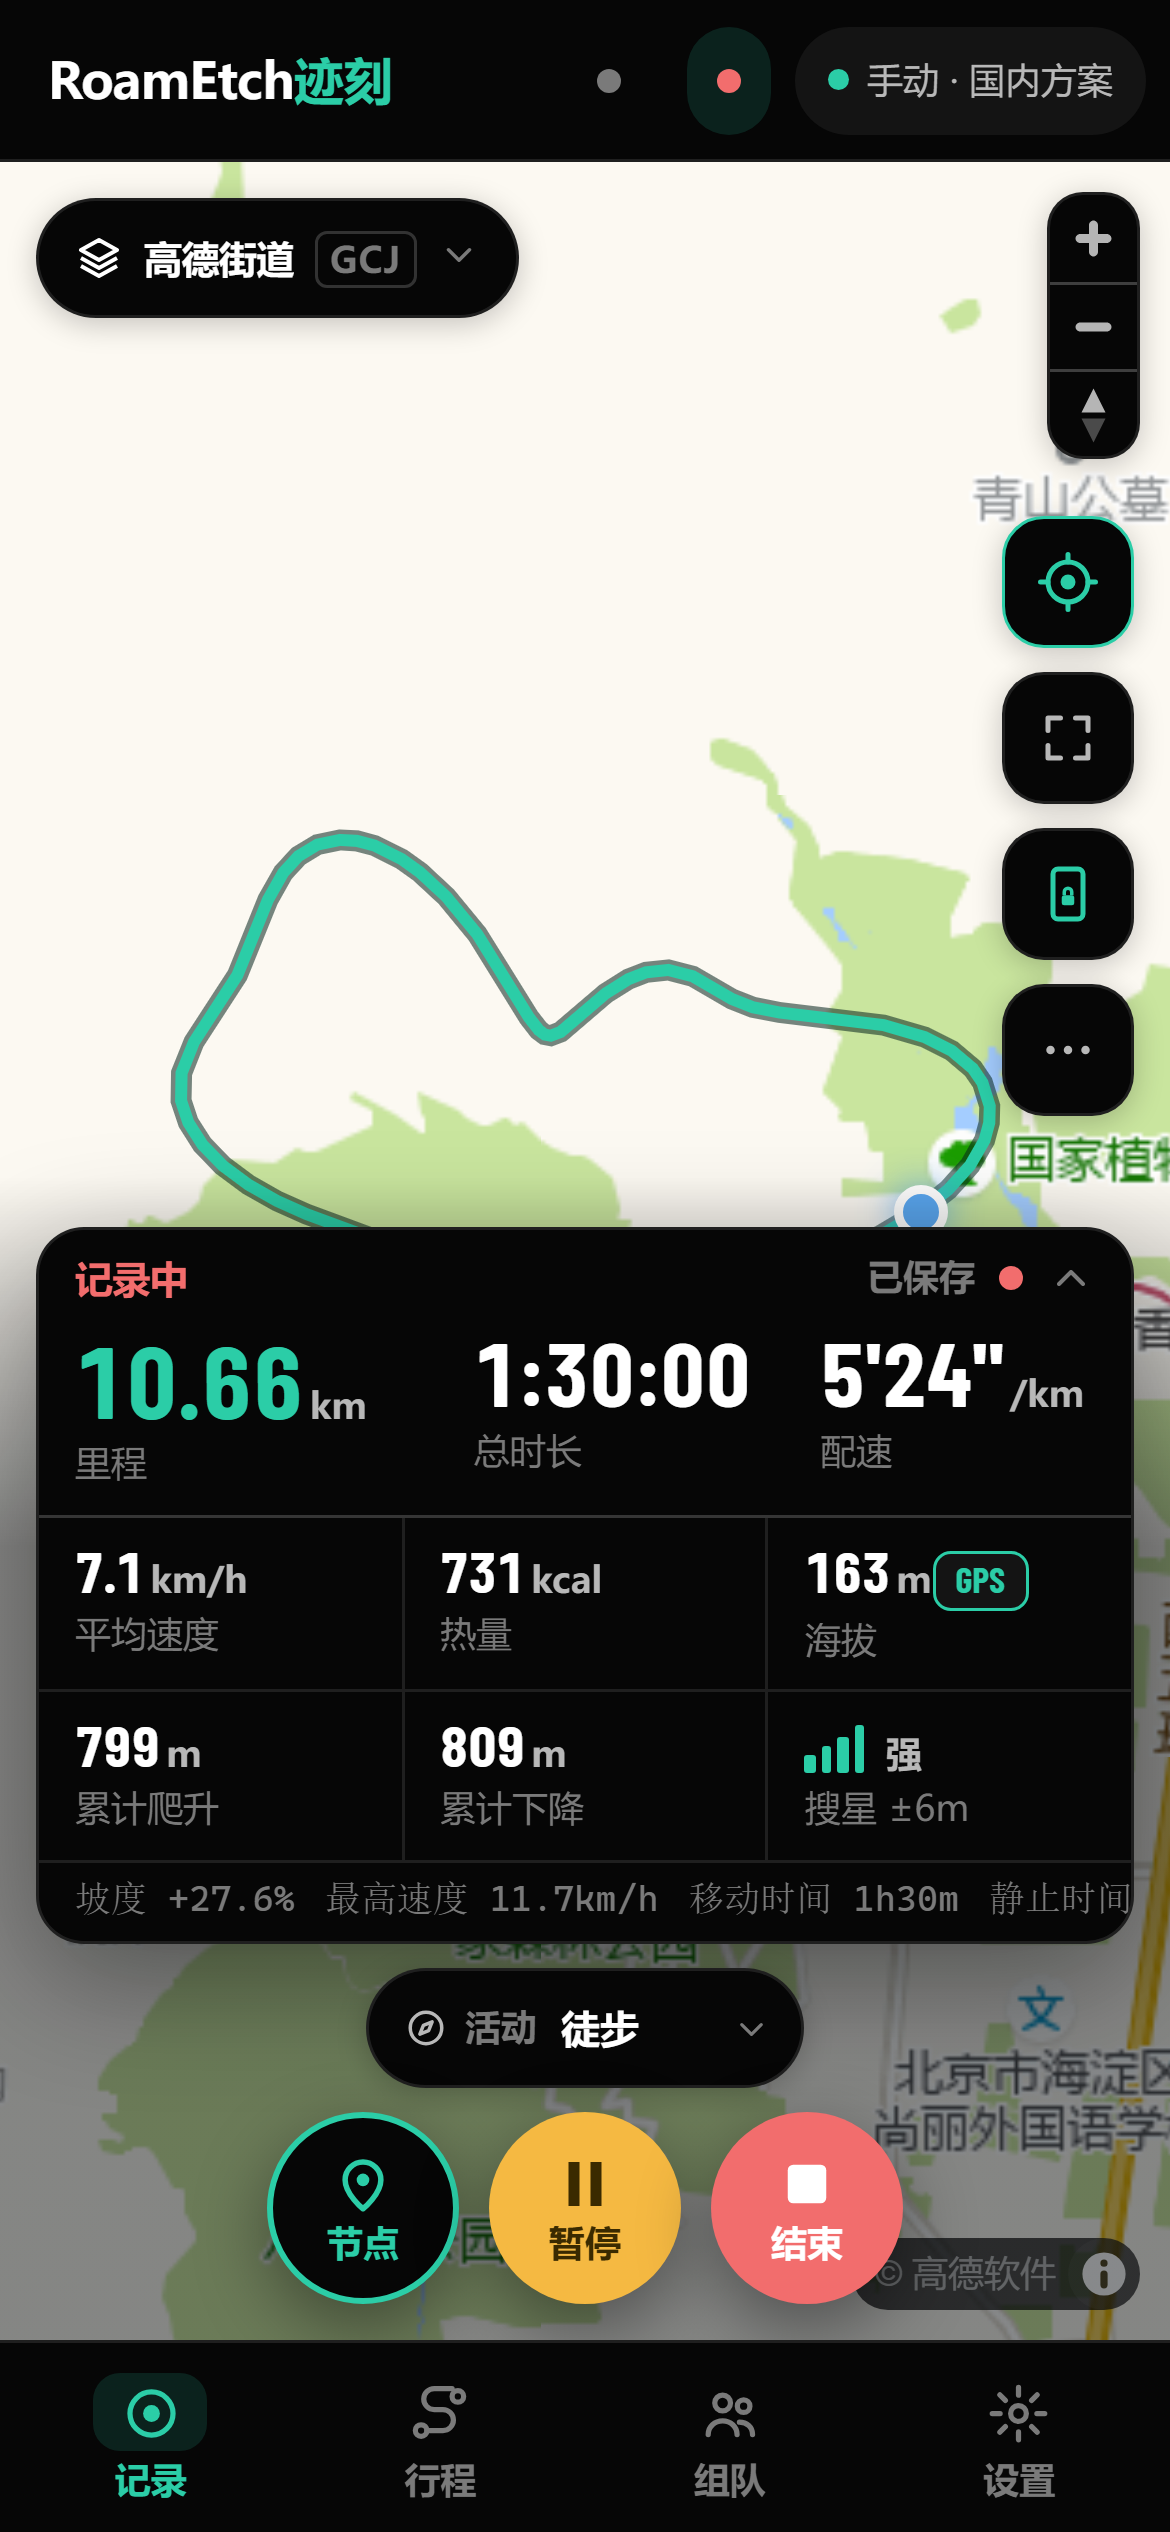 RoamEtch迹刻
手动 · 国内方案
高德街道 GCJ
青山公墓
国家植
记录中
已保存
10.66 km
里程
1:30:00
总时长
5'24" /km
配速
7.1 km/h
平均速度
731 kcal
热量
163 m GPS
海拔
799 m
累计爬升
809 m
累计下降
强
搜星 ±6m
坡度 +27.6% 最高速度 11.7km/h 移动时间 1h30m 静止时间
活动 徒步
文
北京市海淀区
尚丽外国语学
节点
暂停
结束
© 高德软件
记录
行程
组队
设置